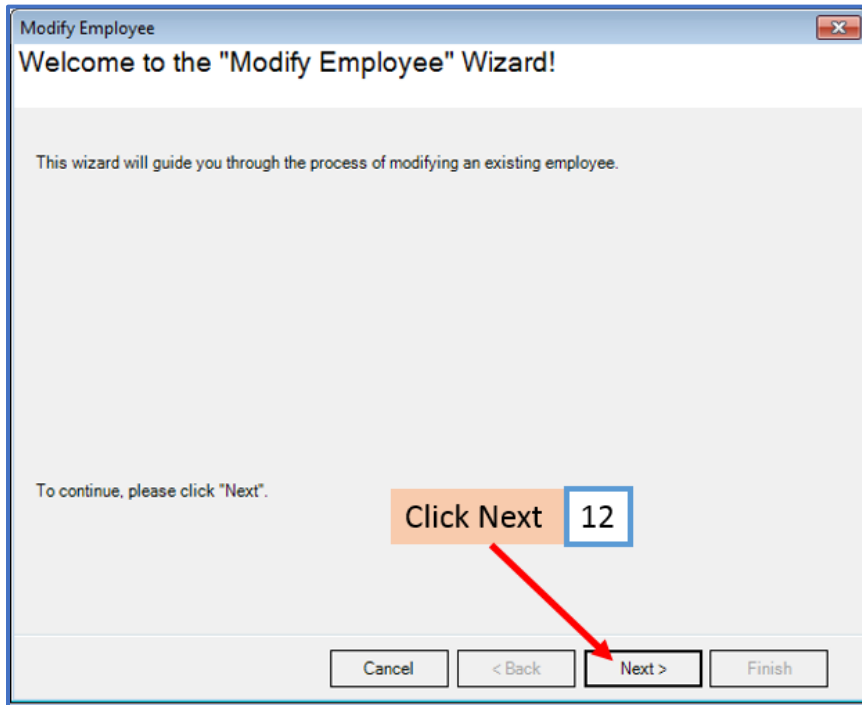 Modify Employee
Welcome to the "Modify Employee" Wizard!
This wizard will guide you through the process of modifying an existing employee.
To continue, please click "Next".
Click Next 12
Cancel < Back Next > Finish